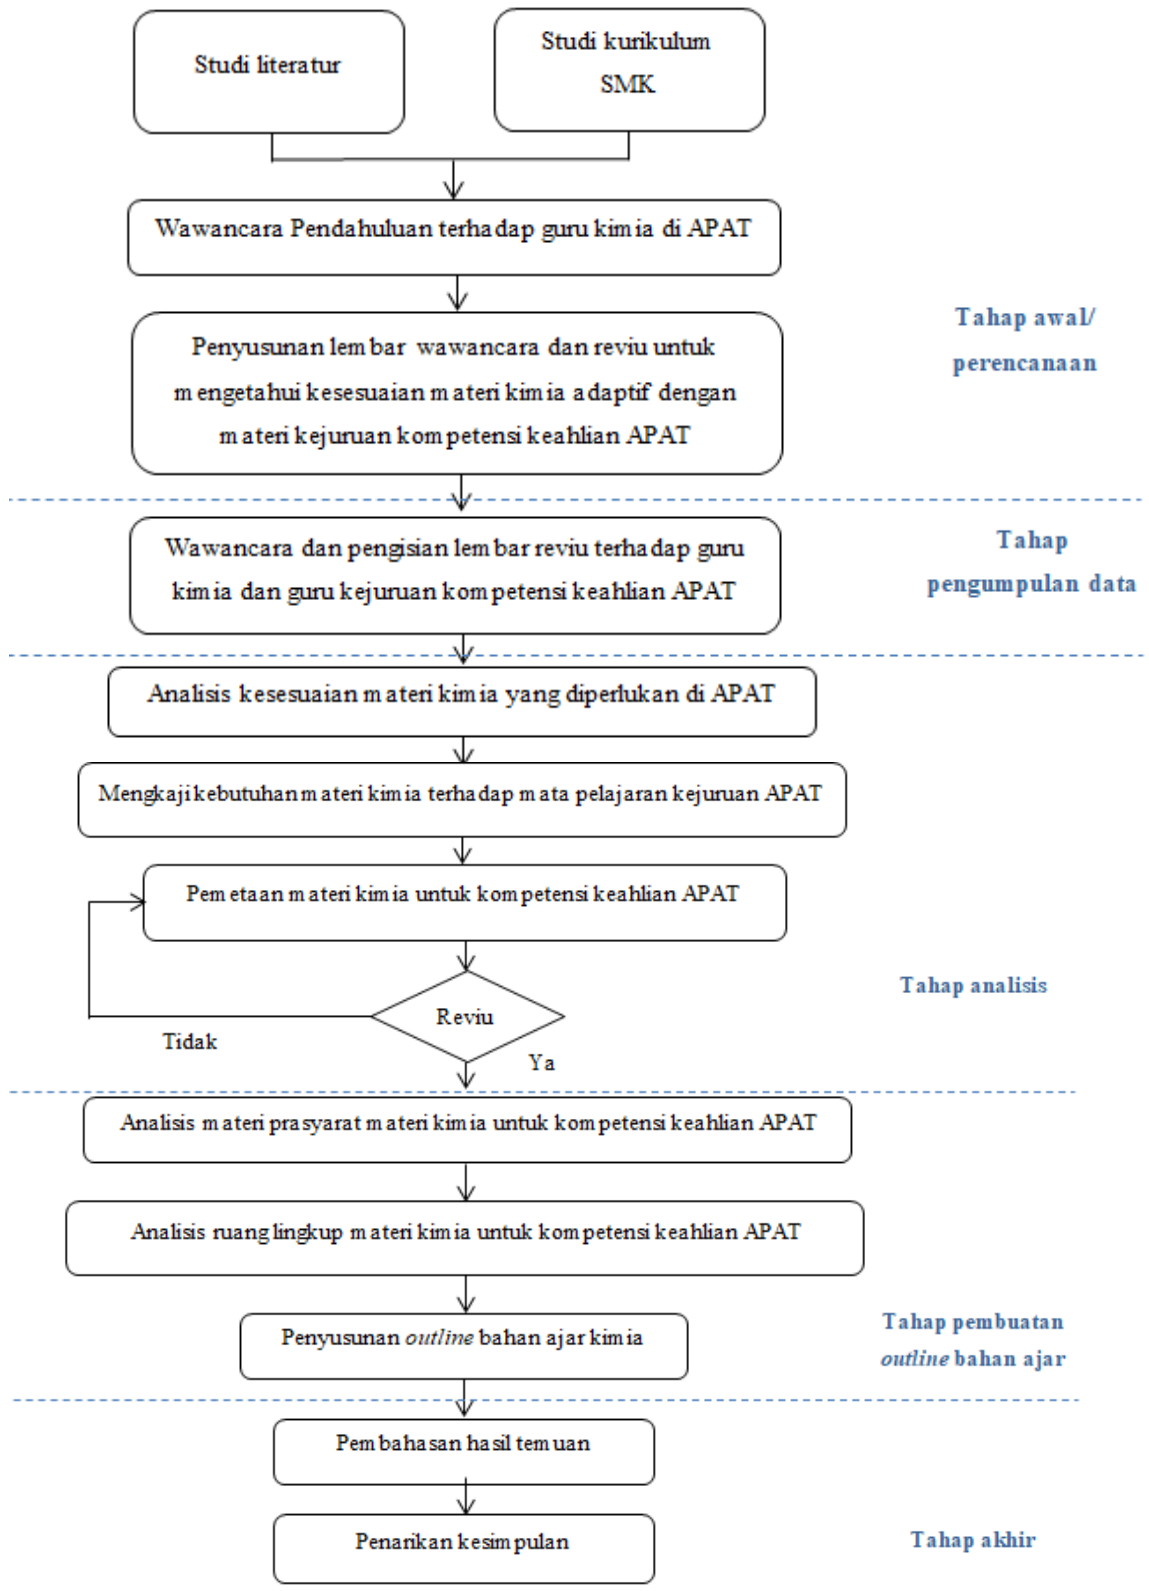 Studi literatur
Studi kurikulum
SMK
Wawancara Pendahuluan terhadap guru kimia di APAT
Penyusunan lembar wawancara dan reviu untuk
mengetahui kesesuaian materi kimia adaptif dengan
materi kejuruan kompetensi keahlian APAT
Tahap awal/
perencanaan
Wawancara dan pengisian lembar reviu terhadap guru
kimia dan guru kejuruan kompetensi keahlian APAT
Tahap
pengumpulan data
Analisis kesesuaian materi kimia yang diperlukan di APAT
Mengkaji kebutuhan materi kimia terhadap mata pelajaran kejuruan APAT
Pemetaan materi kimia untuk kompetensi keahlian APAT
Reviu
Tidak
Ya
Tahap analisis
Analisis materi prasyarat materi kimia untuk kompetensi keahlian APAT
Analisis ruang lingkup materi kimia untuk kompetensi keahlian APAT
Penyusunan outline bahan ajar kimia
Tahap pembuatan
outline bahan ajar
Pembahasan hasil temuan
Penarikan kesimpulan
Tahap akhir